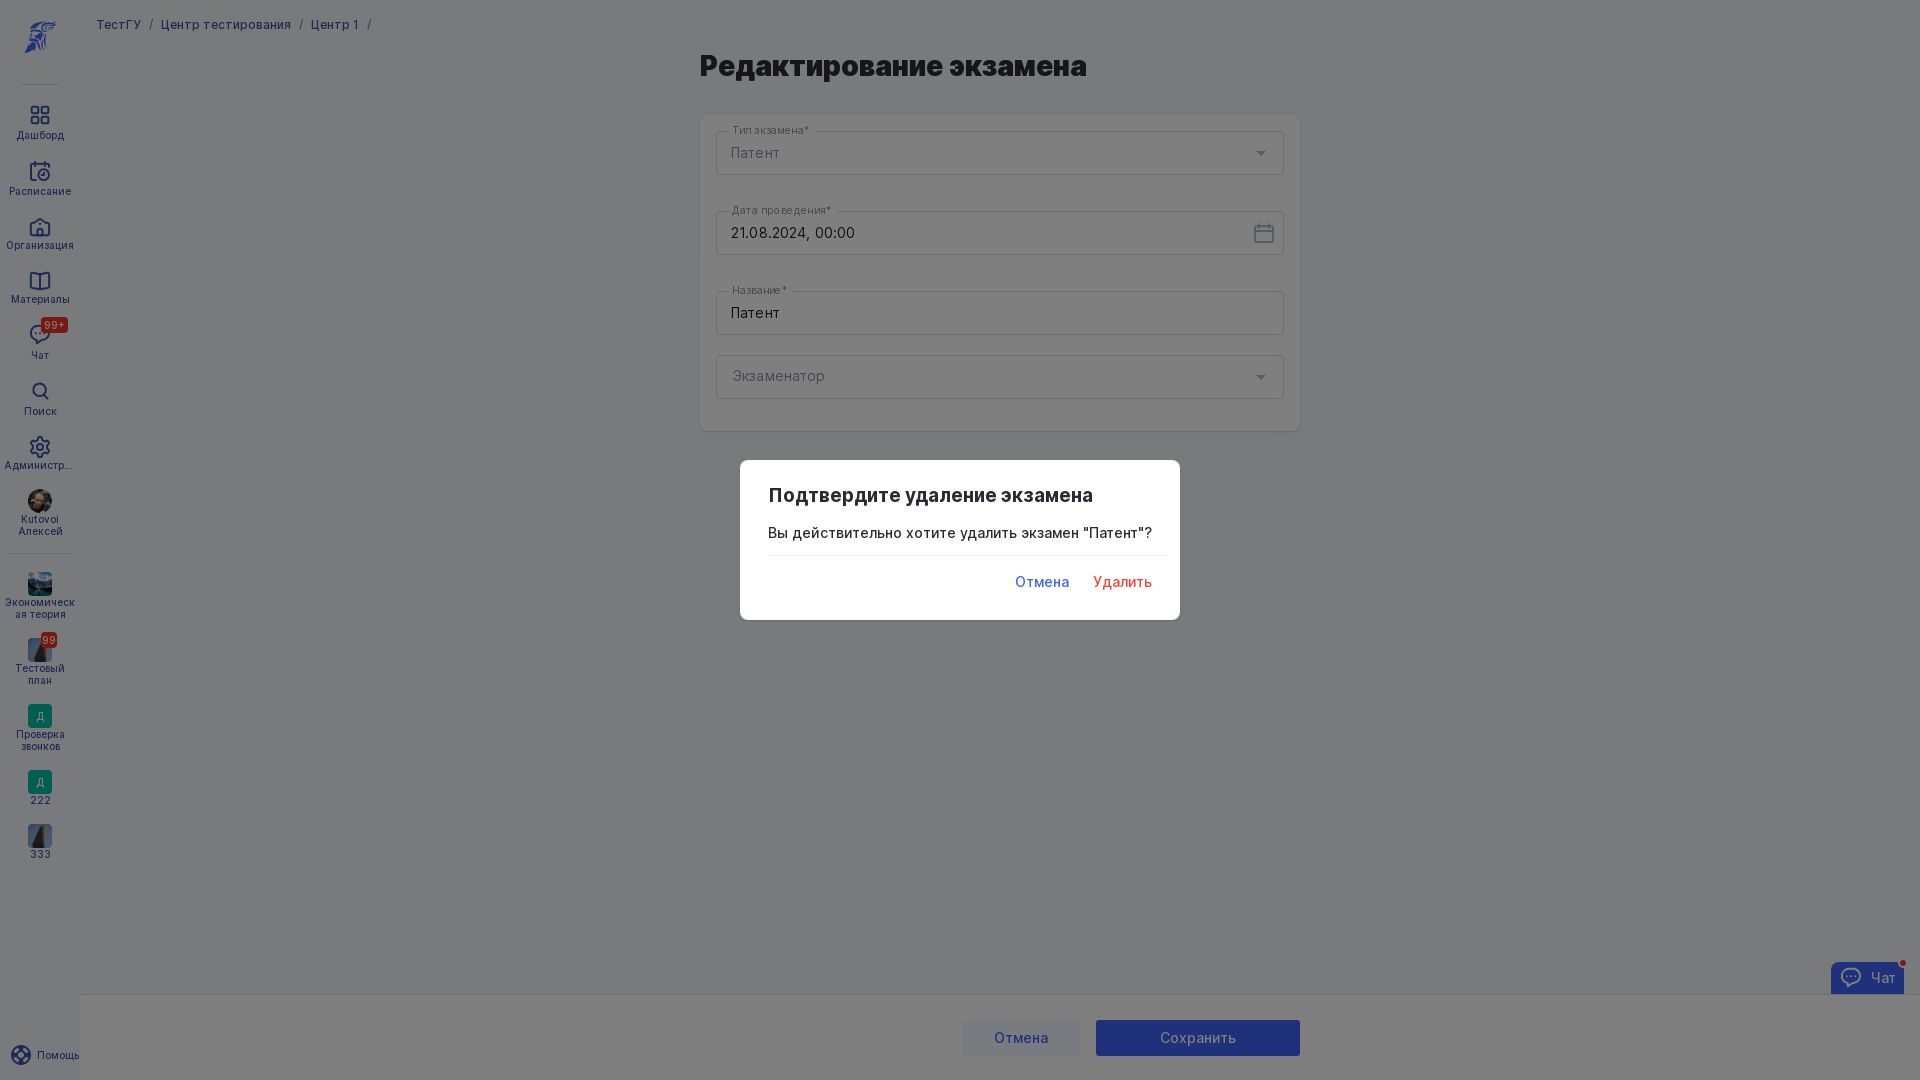 ТестГУ / Центр тестирования / Центр 1 /
Редактирование экзамена
Тип экзамена*
Патент
Дата проведения*
21.08.2024, 00:00
Название*
Патент
Экзаменатор
Подтвердите удаление экзамена
Вы действительно хотите удалить экзамен "Патент"?
Отмена Удалить
Дашборд
Расписание
Организация
Материалы
99+
Чат
Поиск
Администр...
Kutovoi
Алексей
Экономическ
ая теория
99
Тестовый
план
Д
Проверка
звонков
Д
222
333
Помощь
Чат
Отмена Сохранить